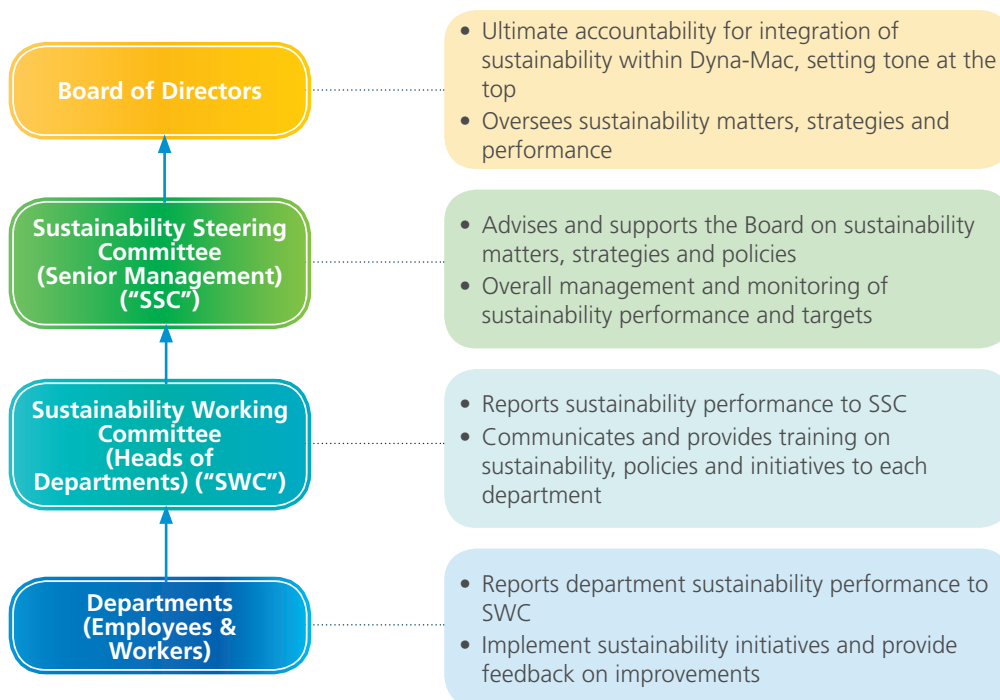 Board of Directors
• Ultimate accountability for integration of
sustainability within Dyna-Mac, setting tone at the
top
• Oversees sustainability matters, strategies and
performance
Sustainability Steering
Committee
(Senior Management)
(“SSC”)
• Advises and supports the Board on sustainability
matters, strategies and policies
• Overall management and monitoring of
sustainability performance and targets
Sustainability Working
Committee
(Heads of
Departments) (“SWC”)
• Reports sustainability performance to SSC
• Communicates and provides training on
sustainability, policies and initiatives to each
department
Departments
(Employees &
Workers)
• Reports department sustainability performance to
SWC
• Implement sustainability initiatives and provide
feedback on improvements